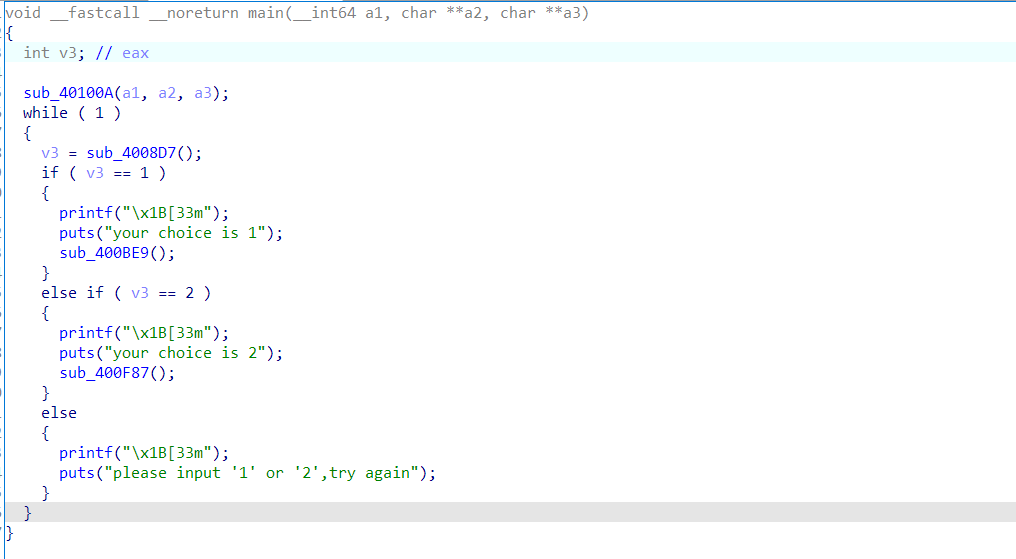 void __fastcall __noreturn main(__int64 a1, char **a2, char **a3)
{
  int v3; // eax

  sub_40100A(a1, a2, a3);
  while ( 1 )
  {
    v3 = sub_4008D7();
    if ( v3 == 1 )
    {
      printf("\x1B[33m");
      puts("your choice is 1");
      sub_400BE9();
    }
    else if ( v3 == 2 )
    {
      printf("\x1B[33m");
      puts("your choice is 2");
      sub_400F87();
    }
    else
    {
      printf("\x1B[33m");
      puts("please input '1' or '2',try again");
    }
  }
}